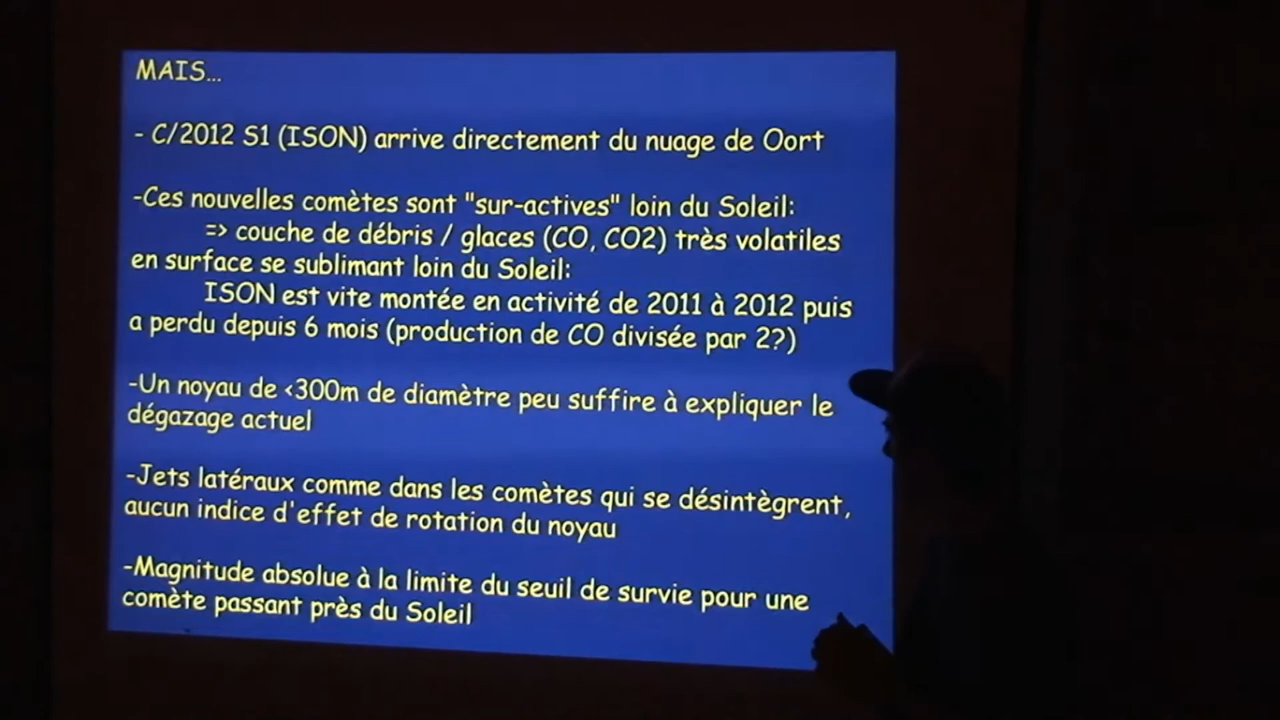 MAIS...
- C/2012 S1 (ISON) arrive directement du nuage de Oort
-Ces nouvelles comètes sont "sur-actives" loin du Soleil:
=> couche de débris / glaces (CO, CO2) très volatiles
en surface se sublimant loin du Soleil:
ISON est vite montée en activité de 2011 à 2012 puis
a perdu depuis 6 mois (production de CO divisée par 2?)
-Un noyau de <300m de diamètre peu suffire à expliquer le
dégazage actuel
-Jets latéraux comme dans les comètes qui se désintègrent,
aucun indice d'effet de rotation du noyau
-Magnitude absolue à la limite du seuil de survie pour une
comète passant près du Soleil